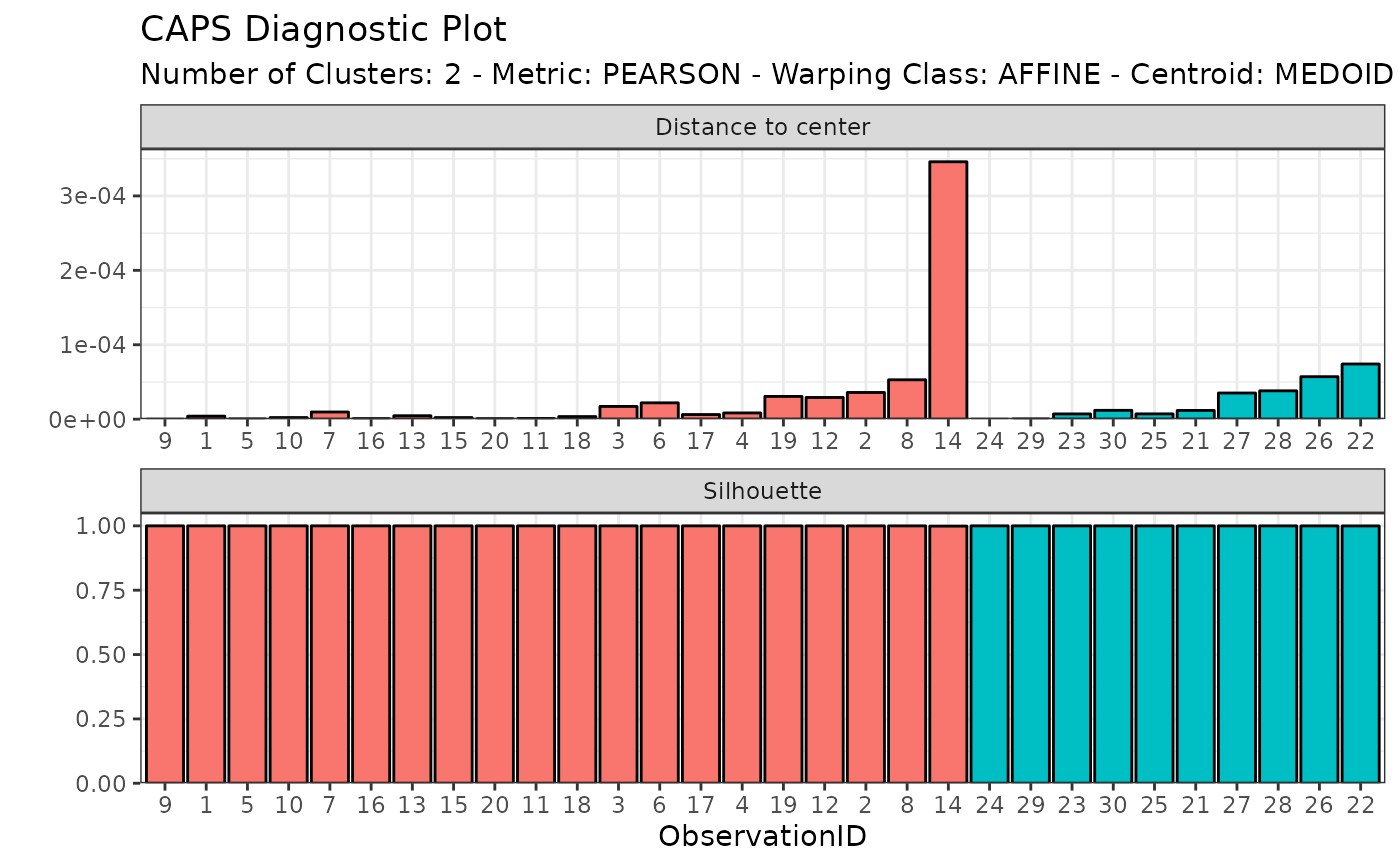 CAPS Diagnostic Plot
Number of Clusters: 2 - Metric: PEARSON - Warping Class: AFFINE - Centroid: MEDOID
Distance to center
3e-04
2e-04
1e-04
0e+00
9 1 5 10 7 16 13 15 20 11 18 3 6 17 4 19 12 2 8 14 24 29 23 30 25 21 27 28 26 22
Silhouette
1.00
0.75
0.50
0.25
0.00
9 1 5 10 7 16 13 15 20 11 18 3 6 17 4 19 12 2 8 14 24 29 23 30 25 21 27 28 26 22
ObservationID